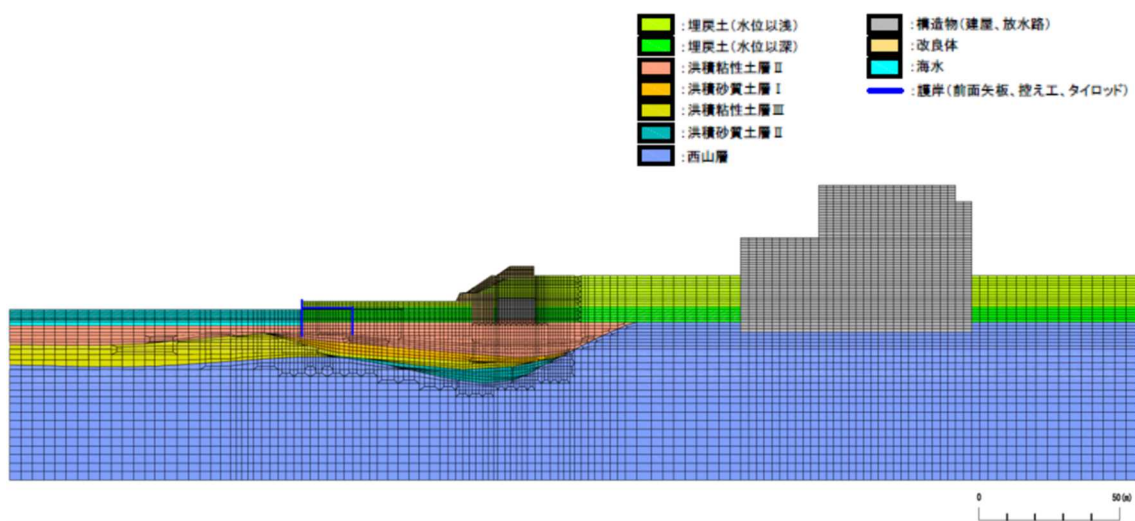 ：埋戻土(水位以浅)
：埋戻土(水位以深)
：洪積粘性土層Ⅱ
：洪積砂質土層Ⅰ
：洪積粘性土層Ⅲ
：洪積砂質土層Ⅱ
：西山層
：構造物(建屋、放水路)
：改良体
：海水
：護岸(前面矢板、控え工、タイロッド)
0 50(m)